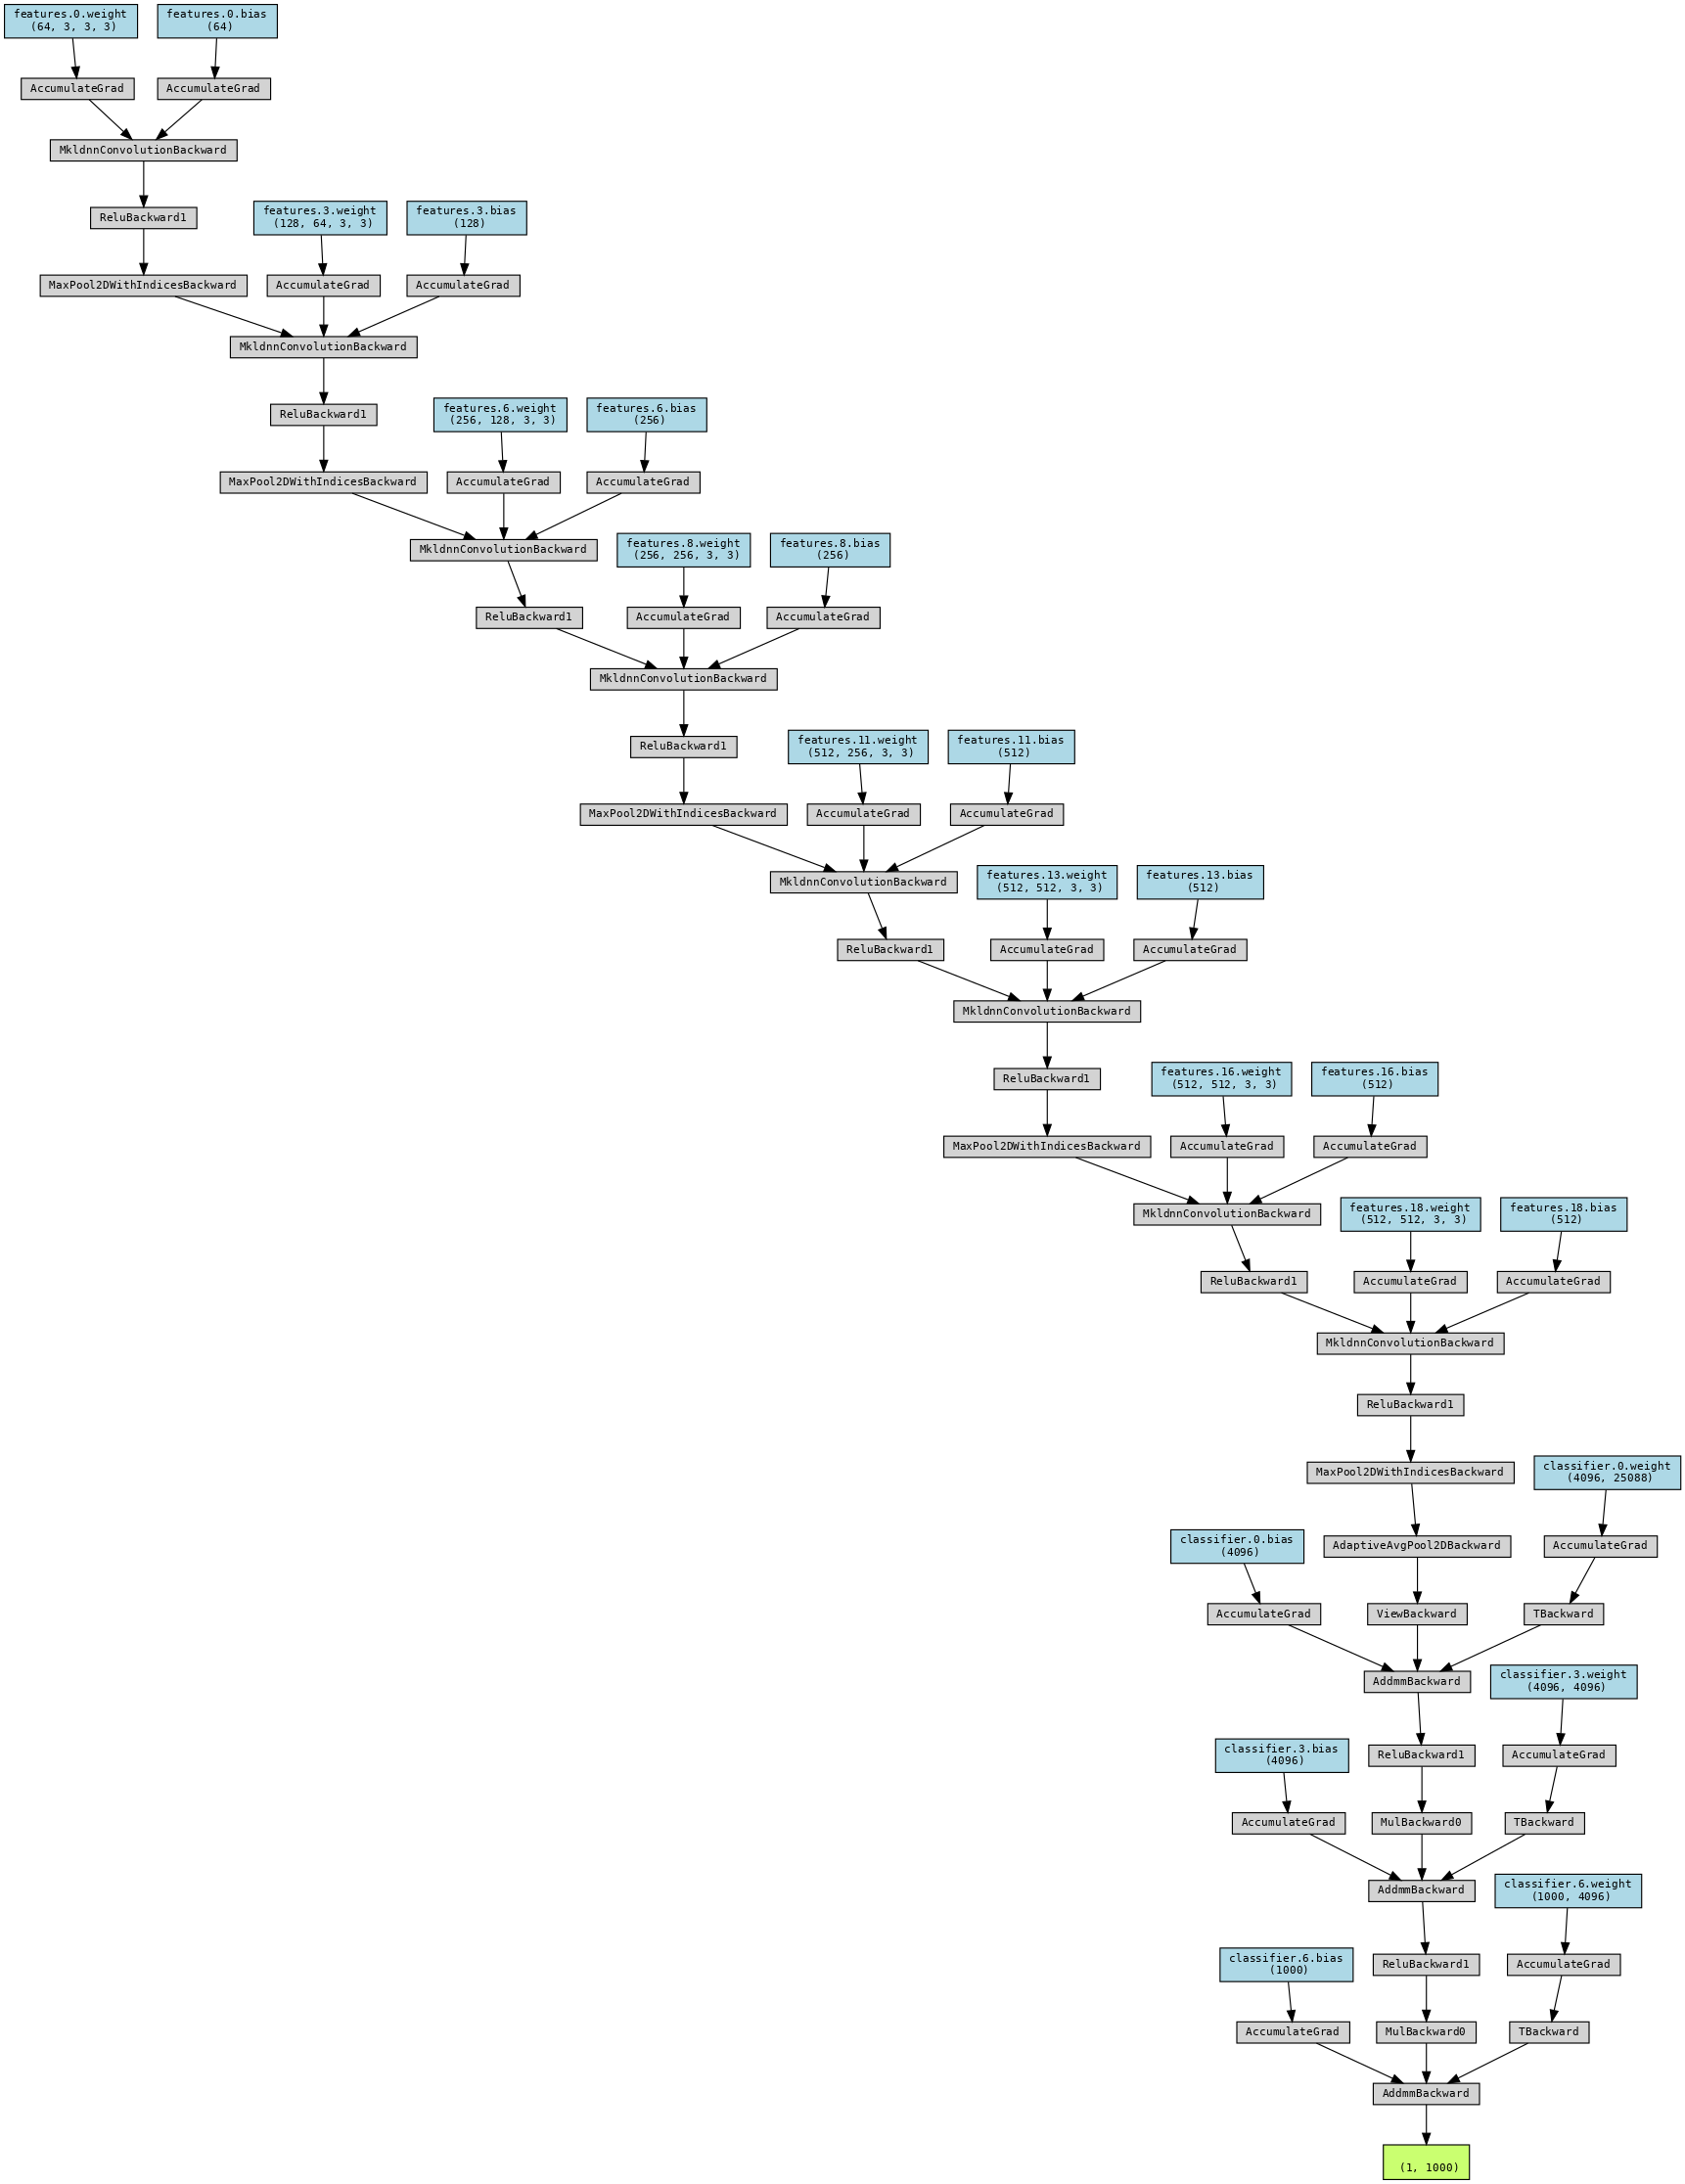 features.0.weight
(64, 3, 3, 3)
features.0.bias
(64)
AccumulateGrad
AccumulateGrad
MkldnnConvolutionBackward
ReluBackward1
features.3.weight
(128, 64, 3, 3)
features.3.bias
(128)
MaxPool2DWithIndicesBackward
AccumulateGrad
AccumulateGrad
MkldnnConvolutionBackward
ReluBackward1
features.6.weight
(256, 128, 3, 3)
features.6.bias
(256)
MaxPool2DWithIndicesBackward
AccumulateGrad
AccumulateGrad
MkldnnConvolutionBackward
features.8.weight
(256, 256, 3, 3)
features.8.bias
(256)
ReluBackward1
AccumulateGrad
AccumulateGrad
MkldnnConvolutionBackward
ReluBackward1
features.11.weight
(512, 256, 3, 3)
features.11.bias
(512)
MaxPool2DWithIndicesBackward
AccumulateGrad
AccumulateGrad
MkldnnConvolutionBackward
features.13.weight
(512, 512, 3, 3)
features.13.bias
(512)
ReluBackward1
AccumulateGrad
AccumulateGrad
MkldnnConvolutionBackward
ReluBackward1
features.16.weight
(512, 512, 3, 3)
features.16.bias
(512)
MaxPool2DWithIndicesBackward
AccumulateGrad
AccumulateGrad
MkldnnConvolutionBackward
features.18.weight
(512, 512, 3, 3)
features.18.bias
(512)
ReluBackward1
AccumulateGrad
AccumulateGrad
MkldnnConvolutionBackward
ReluBackward1
MaxPool2DWithIndicesBackward
classifier.0.weight
(4096, 25088)
classifier.0.bias
(4096)
AdaptiveAvgPool2DBackward
AccumulateGrad
AccumulateGrad
ViewBackward
TBackward
AddmmBackward
classifier.3.weight
(4096, 4096)
classifier.3.bias
(4096)
ReluBackward1
AccumulateGrad
AccumulateGrad
MulBackward0
TBackward
AddmmBackward
classifier.6.weight
(1000, 4096)
classifier.6.bias
(1000)
ReluBackward1
AccumulateGrad
AccumulateGrad
MulBackward0
TBackward
AddmmBackward
(1, 1000)